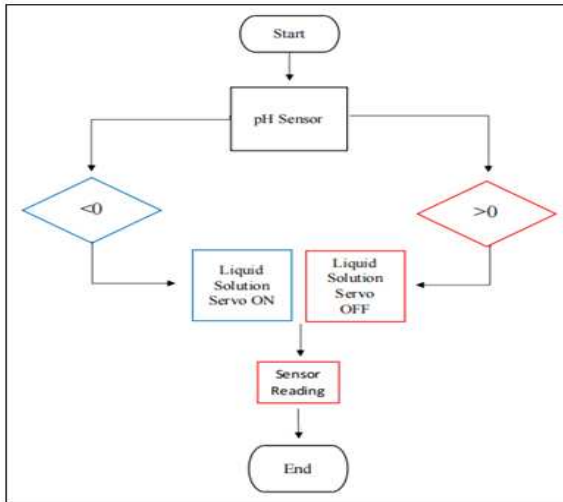 Start
pH Sensor
<0
>0
Liquid
Solution
Servo ON
Liquid
Solution
Servo
OFF
Sensor
Reading
End